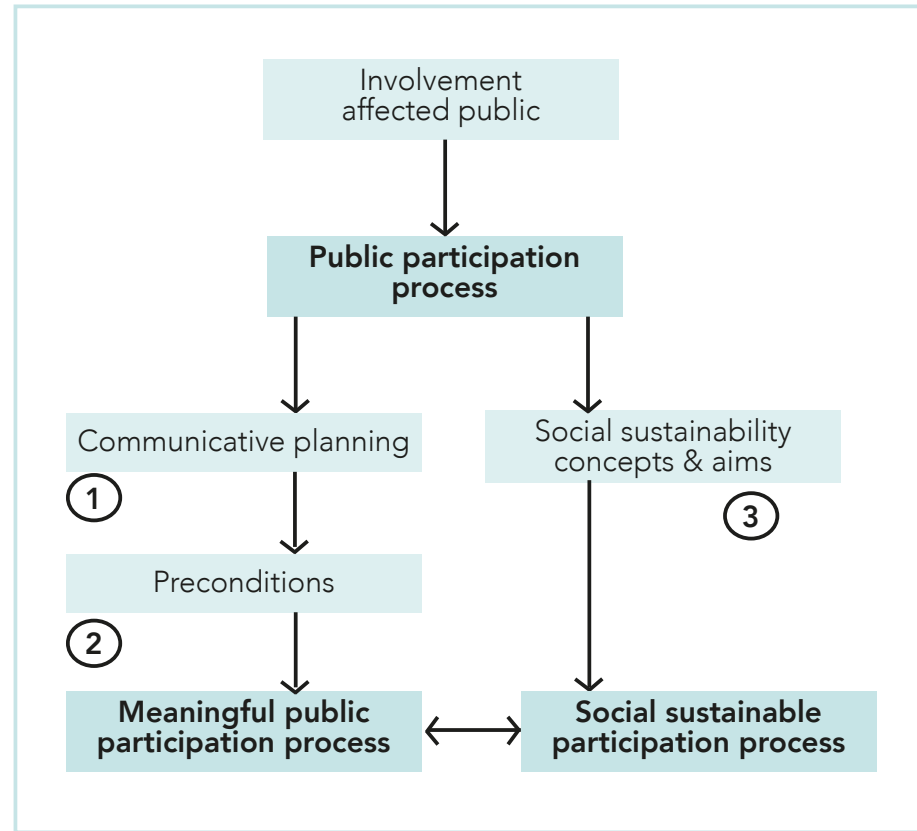 Involvement
affected public
Public participation
process
Communicative planning
1
Social sustainability
concepts & aims
3
Preconditions
2
Meaningful public
participation process
Social sustainable
participation process